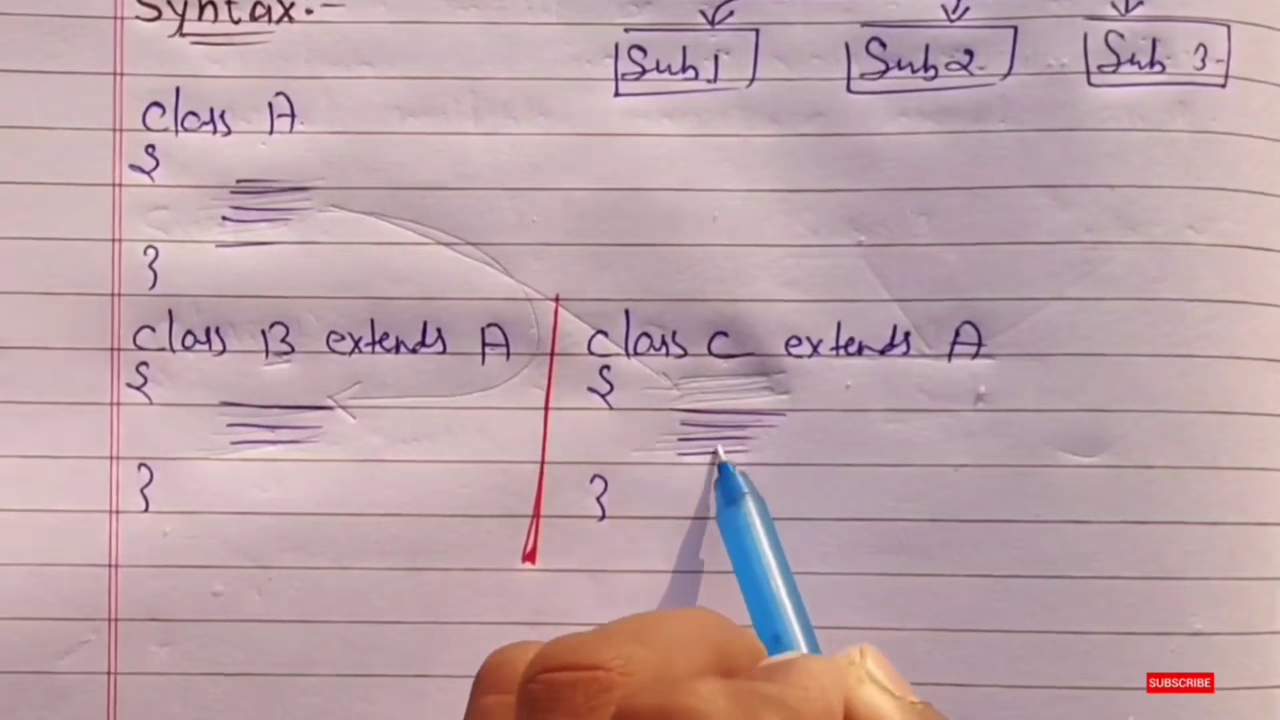 Syntax:-
Sub 1 Sub 2. Sub 3.
Class A
{
}
Class B extends A
{
}
Class C extends A
{
}
SUBSCRIBE